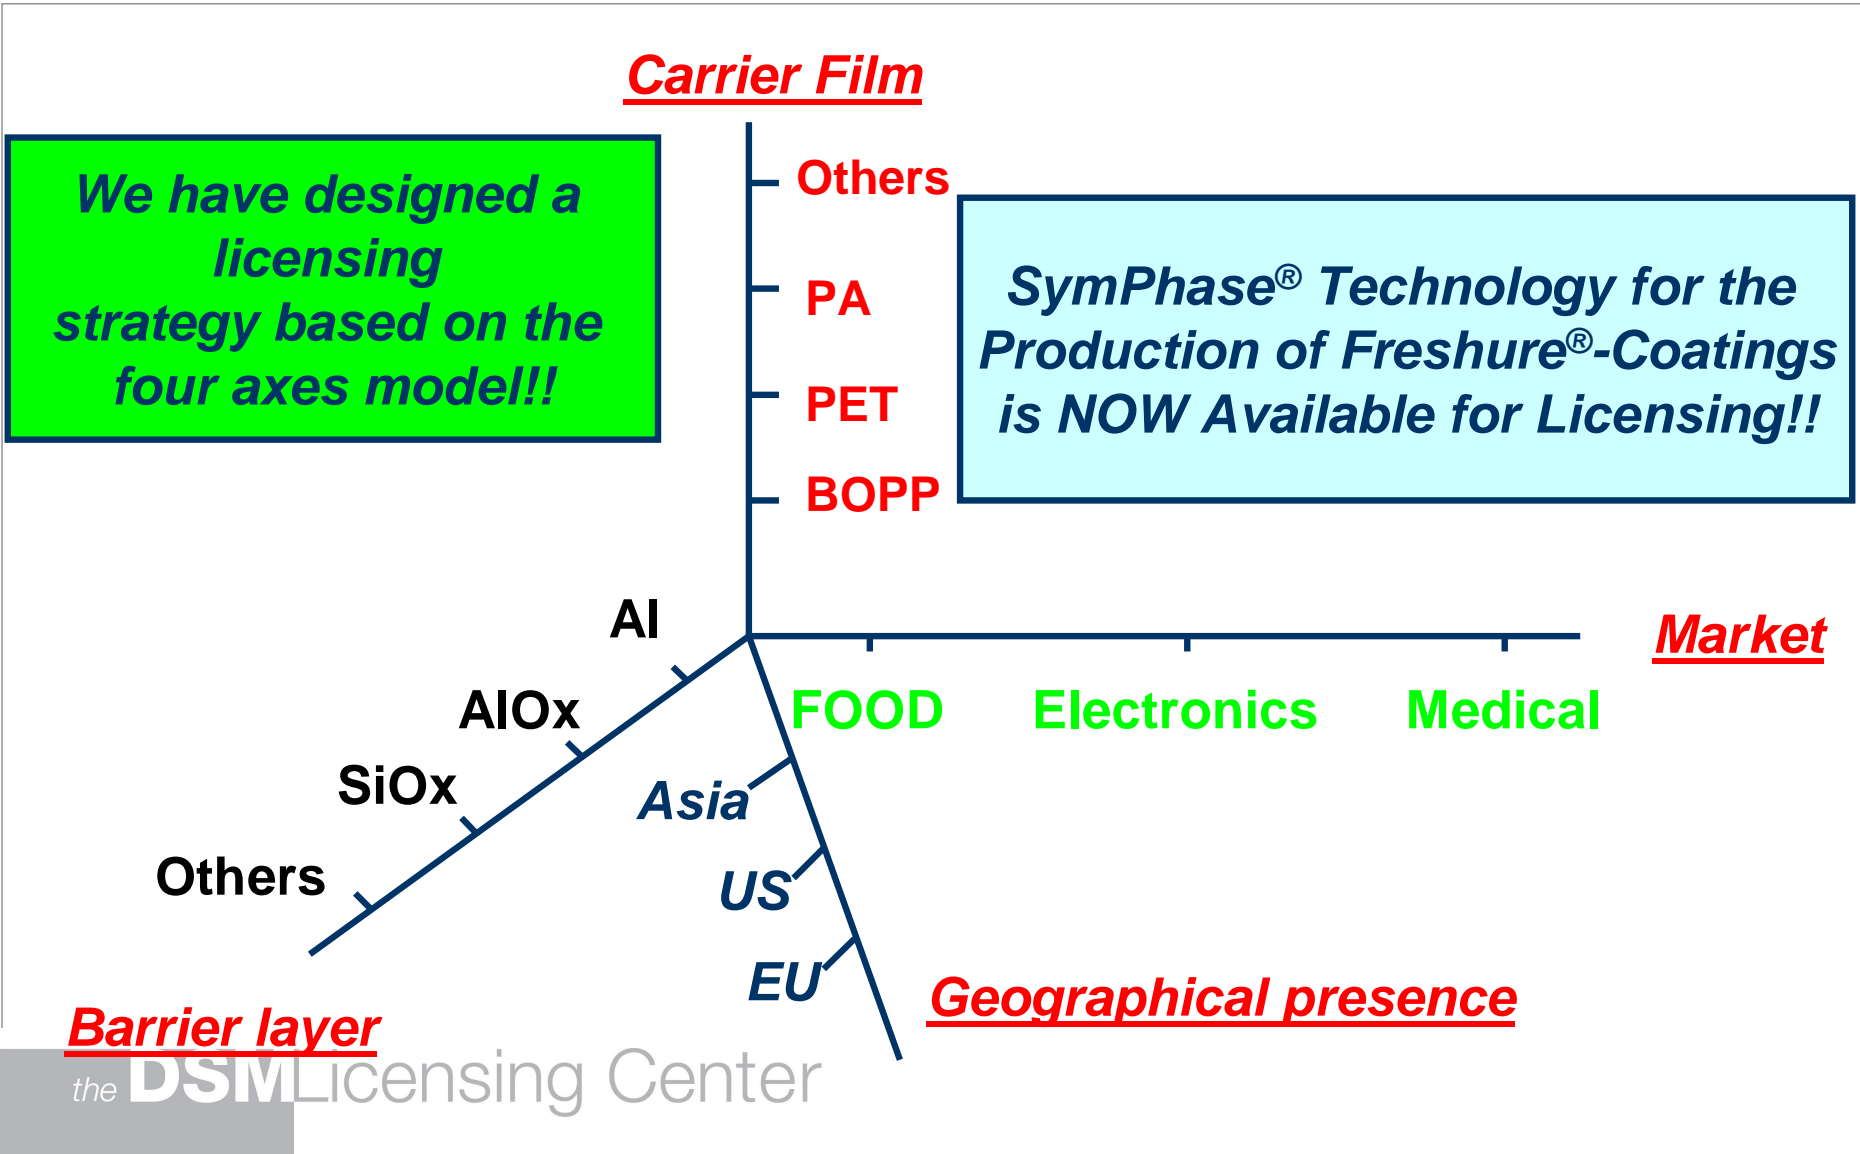 Carrier Film
We have designed a
licensing
strategy based on the
four axes model!!
Others
PA
PET
BOPP
SymPhase® Technology for the
Production of Freshure®-Coatings
is NOW Available for Licensing!!
Market
FOOD Electronics Medical
Al
AlOx
SiOx
Others
Barrier layer
Asia
US
EU
Geographical presence
the DSM Licensing Center